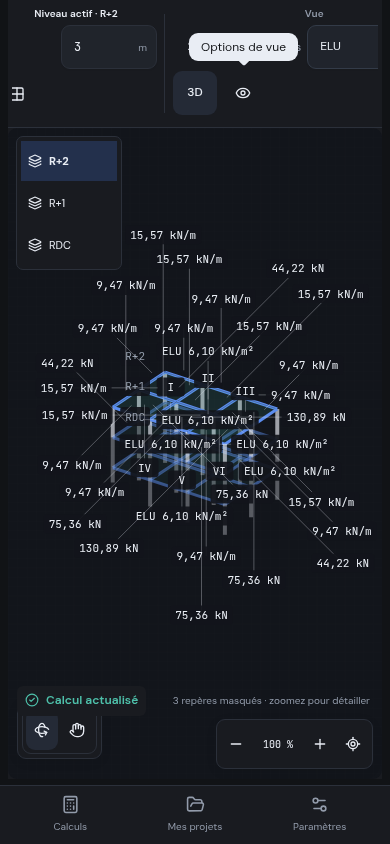 Niveau actif · R+2
Vue
3 m
Options de vue
ELU
3D
R+2
R+1
RDC
15,57 kN/m
15,57 kN/m
44,22 kN
9,47 kN/m
15,57 kN/m
9,47 kN/m
9,47 kN/m
9,47 kN/m
15,57 kN/m
R+2
ELU 6,10 kN/m²
44,22 kN
9,47 kN/m
II
15,57 kN/m
R+1
I
III
9,47 kN/m
15,57 kN/m
RDC
ELU 6,10 kN/m²
130,89 kN
ELU 6,10 kN/m²
ELU 6,10 kN/m²
9,47 kN/m
IV
VI
ELU 6,10 kN/m²
V
9,47 kN/m
75,36 kN
15,57 kN/m
75,36 kN
ELU 6,10 kN/m²
9,47 kN/m
130,89 kN
9,47 kN/m
44,22 kN
75,36 kN
75,36 kN
Calcul actualisé
3 repères masqués · zoomez pour détailler
100 %
Calculs
Mes projets
Paramètres